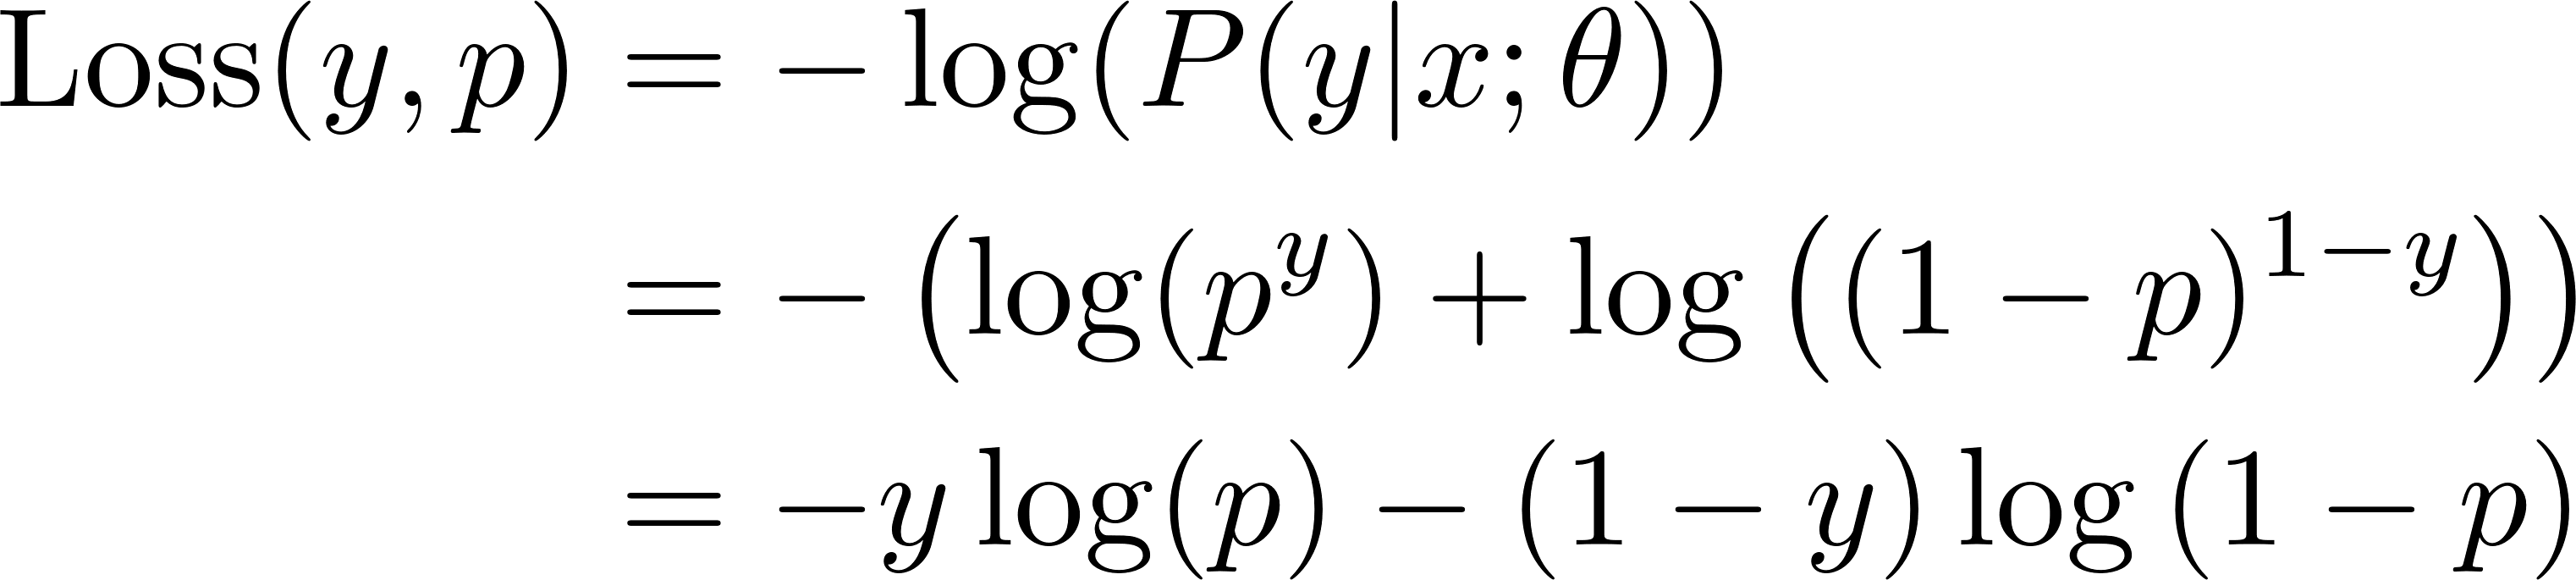 Loss(y, p) = − log(P(y|x; θ))
= − (log(p^y) + log ((1 − p)^{1−y}))
= −y log(p) − (1 − y) log (1 − p)